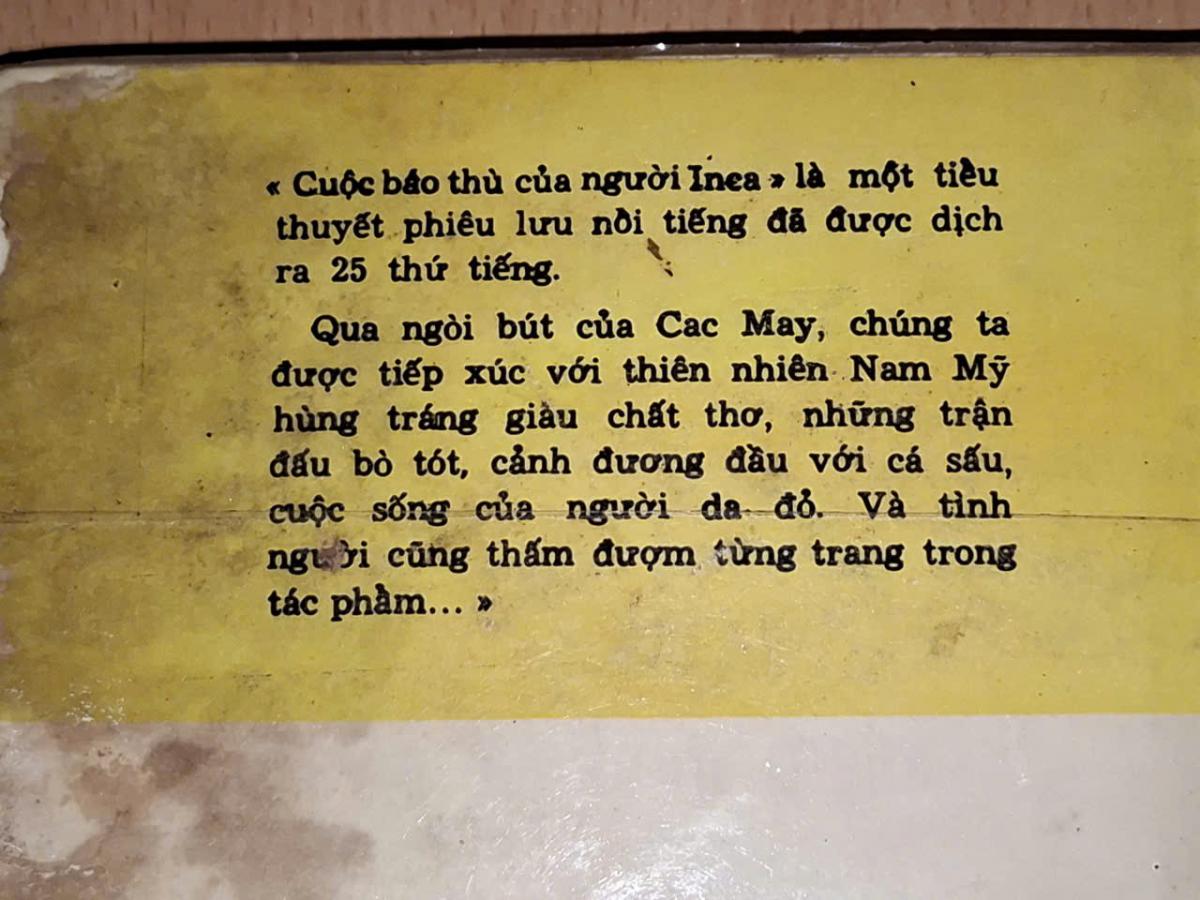 « Cuộc báo thù của người Inca » là một tiểu
thuyết phiêu lưu nổi tiếng đã được dịch
ra 25 thứ tiếng.
Qua ngòi bút của Cac May, chúng ta
được tiếp xúc với thiên nhiên Nam Mỹ
hùng tráng giàu chất thơ, những trận
đấu bò tót, cảnh đương đầu với cá sấu,
cuộc sống của người da đỏ. Và tình
người cũng thấm đượm từng trang trong
tác phẩm... »